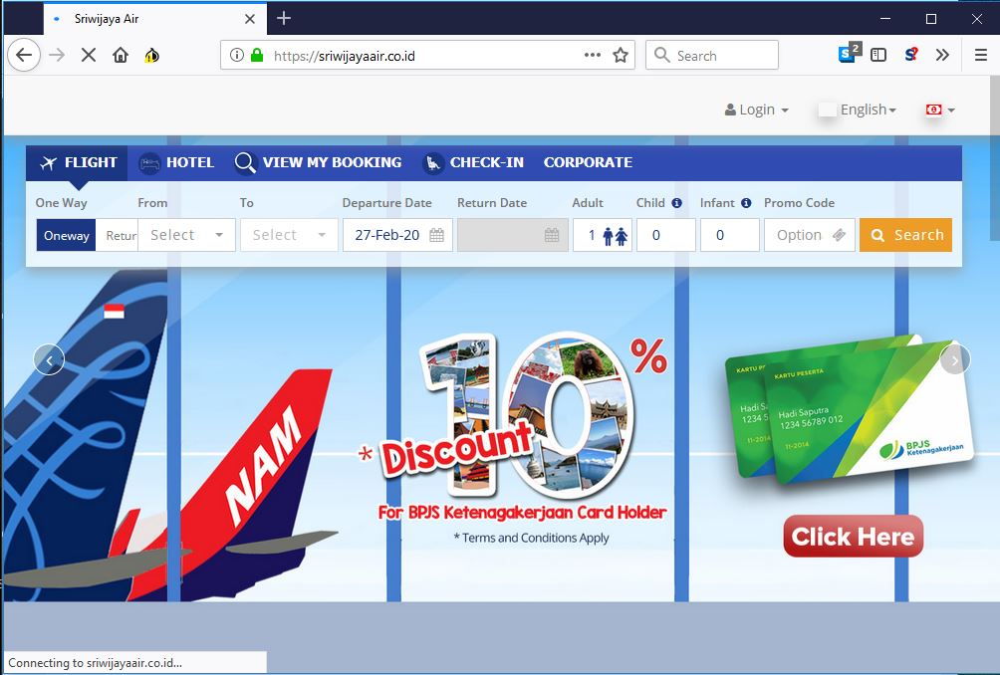 Sriwijaya Air
https://sriwijayaair.co.id
Search
2
Login
English
FLIGHT HOTEL VIEW MY BOOKING CHECK-IN CORPORATE
One Way From To Departure Date Return Date Adult Child Infant Promo Code
Oneway Retur Select Select 27-Feb-20 1 0 0 Option Search
10%
* Discount
For BPJS Ketenagakerjaan Card Holder
* Terms and Conditions Apply
NAM
KARTU PESERTA
Hadi Saputra
1234 56789 012
11-2014
BPJS
Ketenagakerjaan
KARTU P
Hadi S
1234 5
11-2014
Click Here
Connecting to sriwijayaair.co.id...